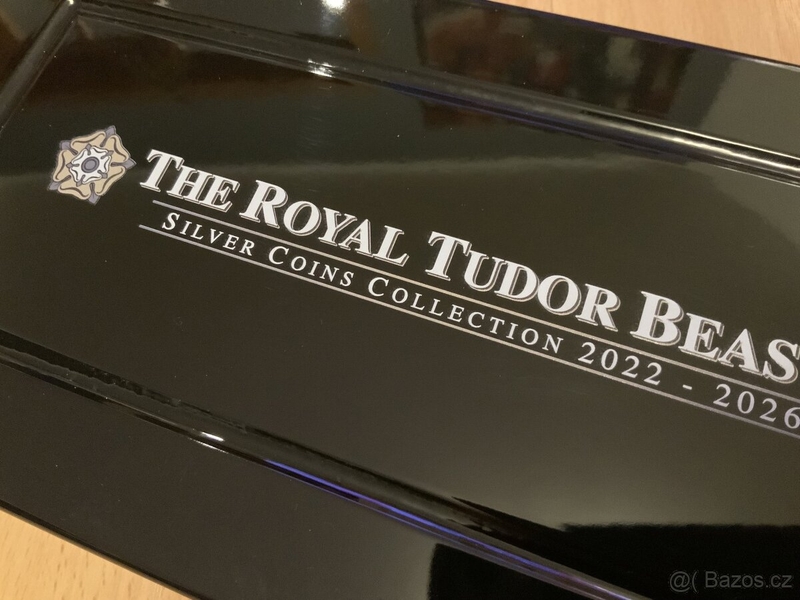 THE ROYAL TUDOR BEAS
SILVER COINS COLLECTION 2022 - 2026
@( Bazos.cz